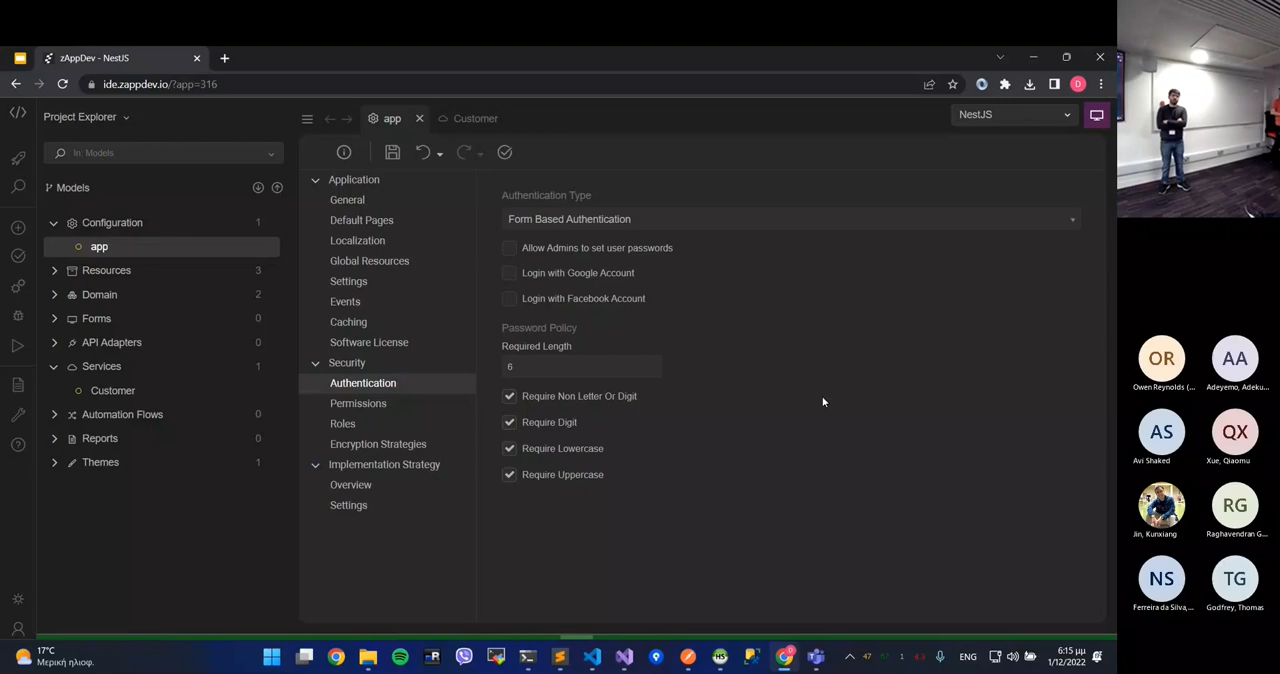 zAppDev - NestJS
ide.zappdev.io/?app=316
D
Project Explorer
app
Customer
NestJS
In: Models
Models
Configuration 1
app
Resources 3
Domain 2
Forms 0
API Adapters 0
Services 1
Customer
Automation Flows 0
Reports 0
Themes 1
Application
General
Default Pages
Localization
Global Resources
Settings
Events
Caching
Software License
Security
Authentication
Permissions
Roles
Encryption Strategies
Implementation Strategy
Overview
Settings
Authentication Type
Form Based Authentication
Allow Admins to set user passwords
Login with Google Account
Login with Facebook Account
Password Policy
Required Length
6
Require Non Letter Or Digit
Require Digit
Require Lowercase
Require Uppercase
OR
Owen Reynolds (...
AA
Adeyemo, Adeku...
AS
Avi Shaked
QX
Xue, Qiaomu
Jin, Kunxiang
RG
Raghavendran G...
NS
Ferreira da Silva,...
TG
Godfrey, Thomas
17°C
Μερική ηλιοφ.
ENG
6:15 μμ
1/12/2022